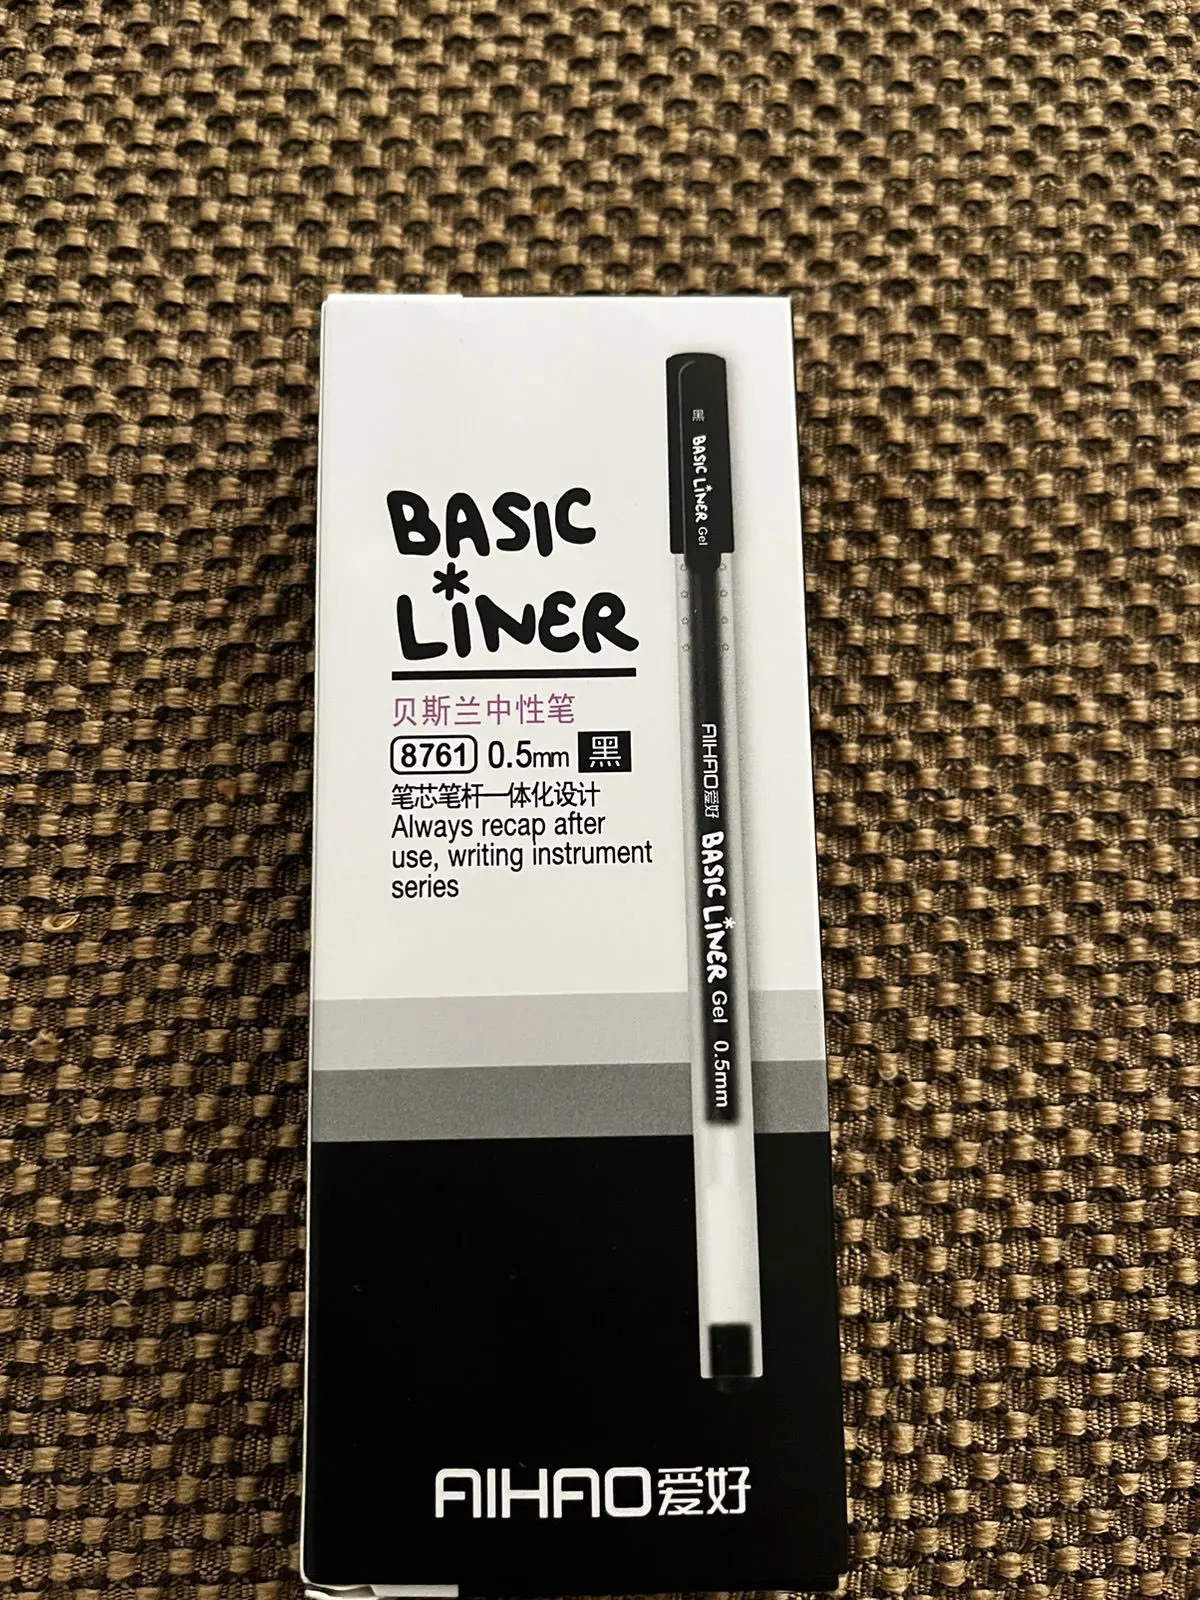 BASIC
LINER
贝斯兰中性笔
8761 0.5mm 黑
笔芯笔杆一体化设计
Always recap after
use, writing instrument
series
黑 BASIC LINER Gel
AIHAO爱好 BASIC LINER Gel 0.5mm
AIHAO爱好